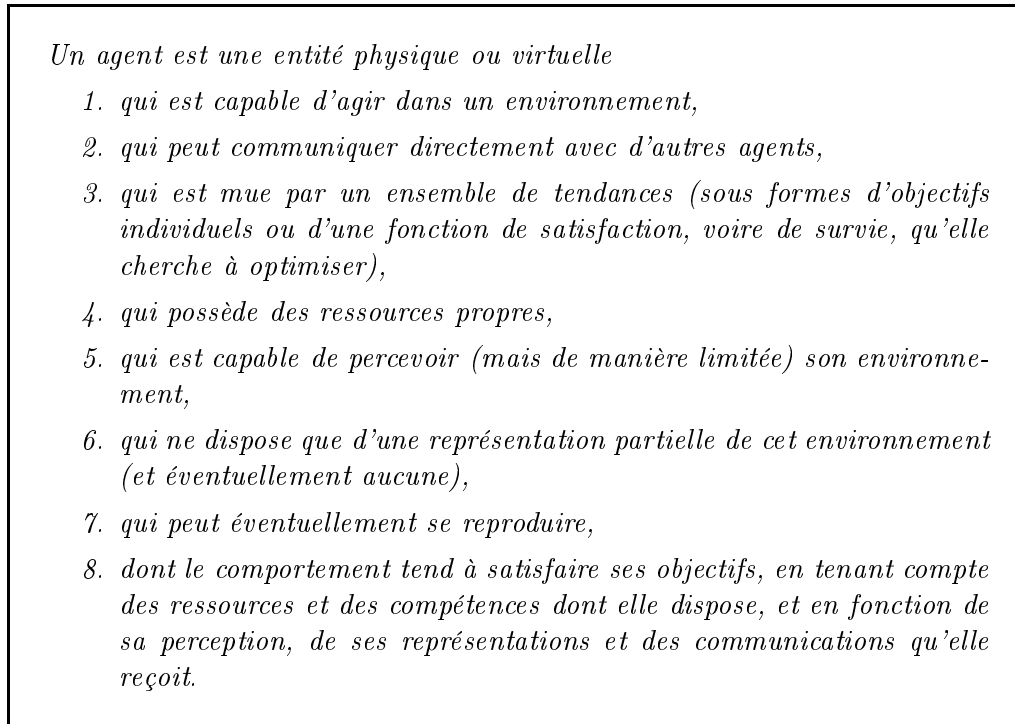 Un agent est une entité physique ou virtuelle
1. qui est capable d'agir dans un environnement,
2. qui peut communiquer directement avec d'autres agents,
3. qui est mue par un ensemble de tendances (sous formes d'objectifs
individuels ou d'une fonction de satisfaction, voire de survie, qu'elle
cherche à optimiser),
4. qui possède des ressources propres,
5. qui est capable de percevoir (mais de manière limitée) son environne-
ment,
6. qui ne dispose que d'une représentation partielle de cet environnement
(et éventuellement aucune),
7. qui peut éventuellement se reproduire,
8. dont le comportement tend à satisfaire ses objectifs, en tenant compte
des ressources et des compétences dont elle dispose, et en fonction de
sa perception, de ses représentations et des communications qu'elle
reçoit.